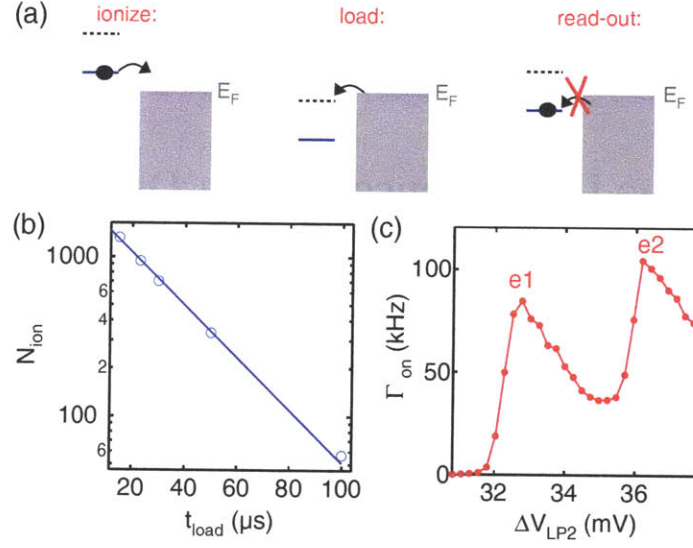 (a)
ionize:
load:
read-out:
E_F
E_F
E_F
(b)
1000
6
4
2
100
6
N_ion
20 40 60 80 100
t_load (µs)
(c)
e1
e2
100
50
0
Γ_on (kHz)
32 34 36
ΔV_LP2 (mV)